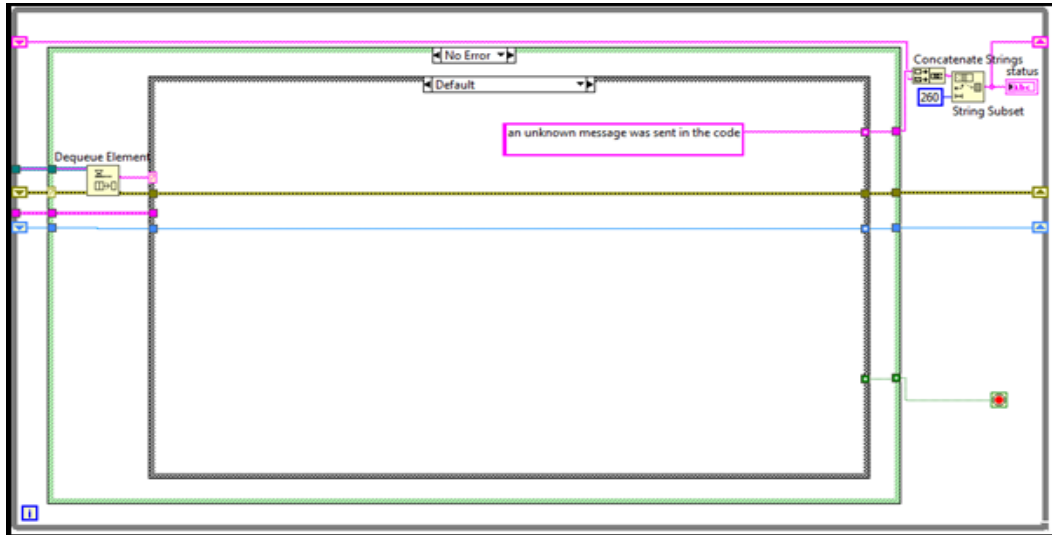 No Error
Default
Concatenate Strings
status
abc
260
String Subset
an unknown message was sent in the code
Dequeue Element
i